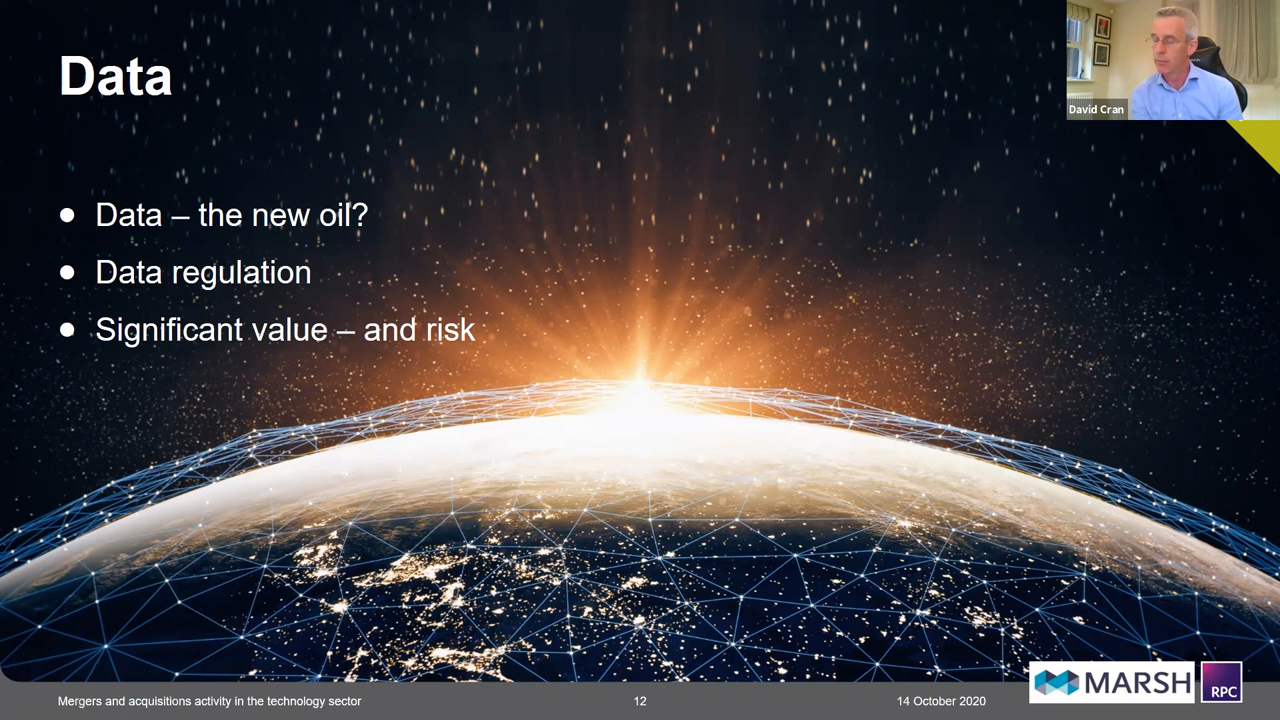 Data
David Cran
● Data – the new oil?
● Data regulation
● Significant value – and risk
Mergers and acquisitions activity in the technology sector
12
14 October 2020
MARSH
RPC